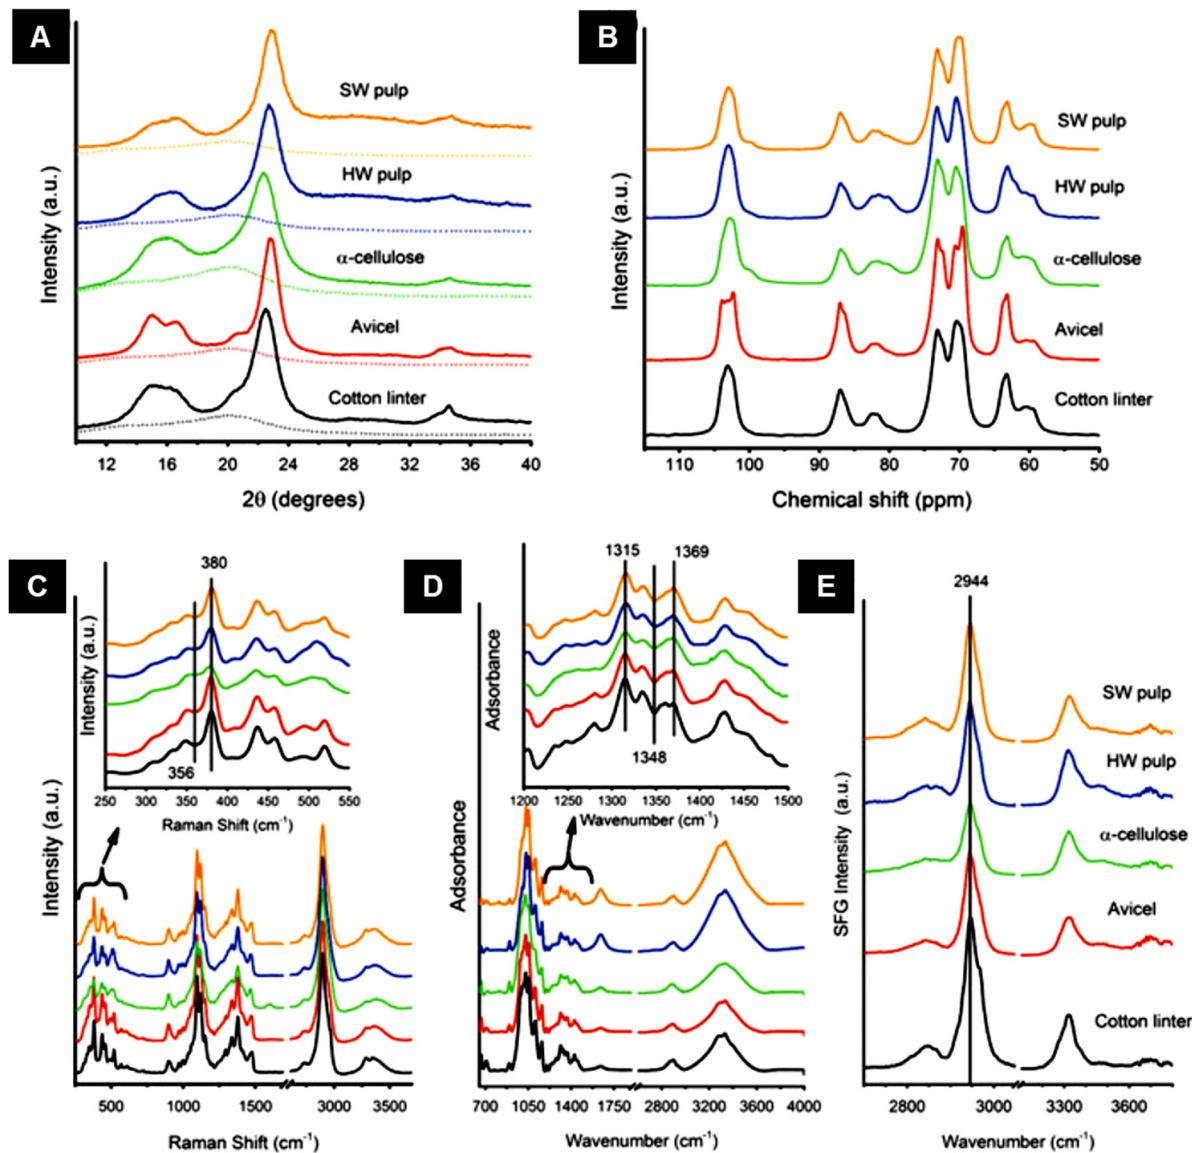 A
SW pulp
HW pulp
α-cellulose
Avicel
Cotton linter
Intensity (a.u.)
12 16 20 24 28 32 36 40
2θ (degrees)
B
SW pulp
HW pulp
α-cellulose
Avicel
Cotton linter
Intensity (a.u.)
110 100 90 80 70 60 50
Chemical shift (ppm)
C
380
356
Intensity (a.u.)
250 300 350 400 450 500 550
Raman Shift (cm⁻¹)
Intensity (a.u.)
500 1000 1500 3000 3500
Raman Shift (cm⁻¹)
D
1315 1369
1348
Adsorbance
1200 1250 1300 1350 1400 1450 1500
Wavenumber (cm⁻¹)
Adsorbance
700 1050 1400 1750 2800 3200 3600 4000
Wavenumber (cm⁻¹)
E
2944
SW pulp
HW pulp
α-cellulose
Avicel
Cotton linter
SFG Intensity (a.u.)
2800 3000 3300 3600
Wavenumber (cm⁻¹)